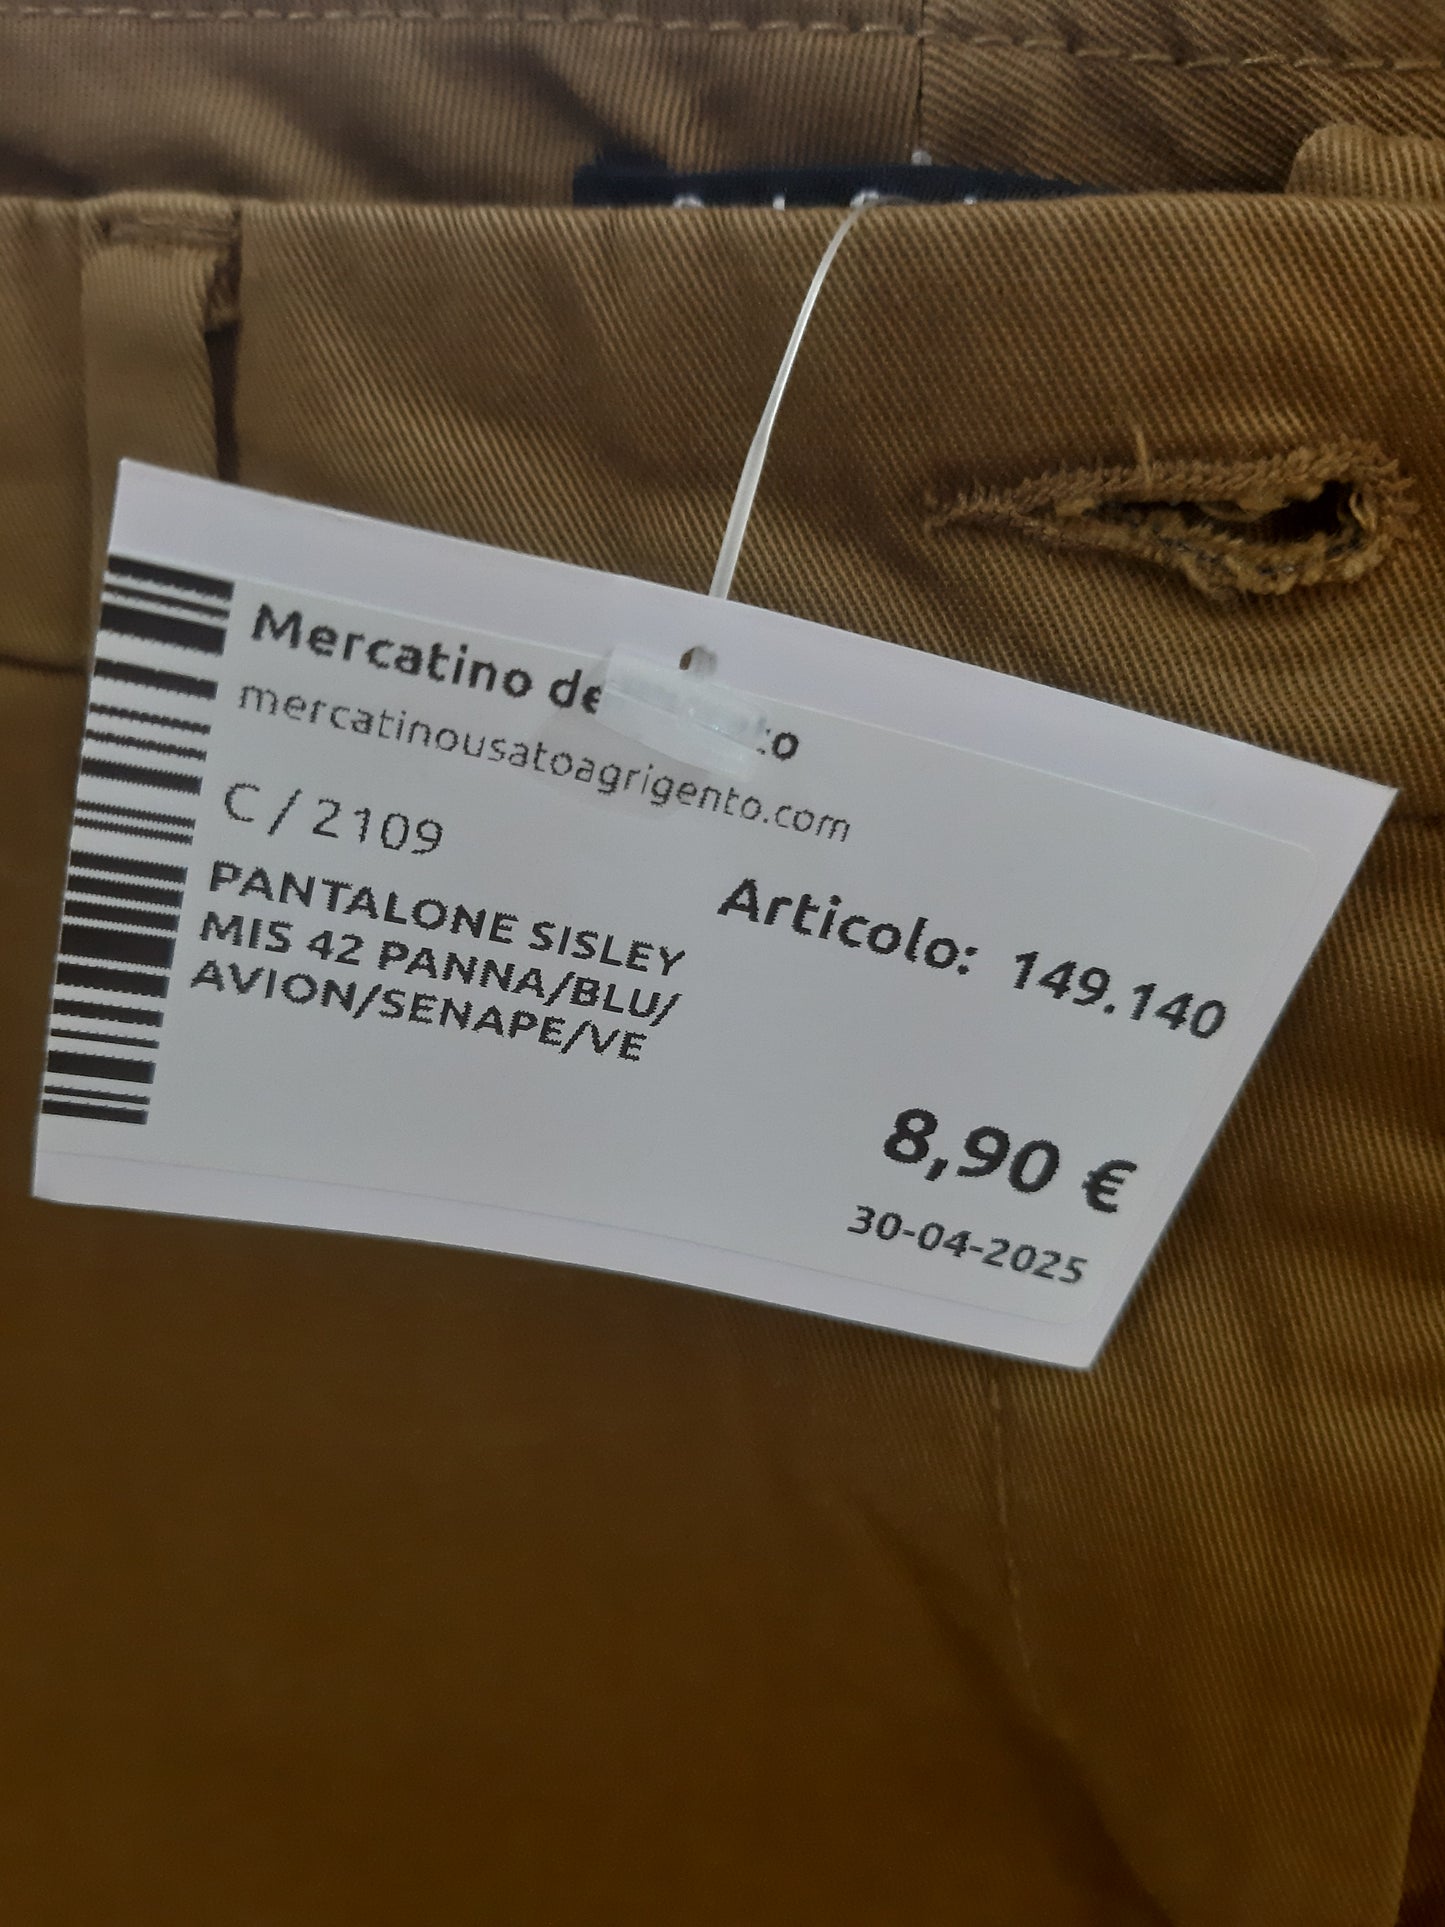 Mercatino
mercatinousatoagrigento.com
C / 2109
PANTALONE SISLEY
MIS 42 PANNA/BLU/
AVION/SENAPE/VE
Articolo: 149.140
8,90 €
30-04-2025